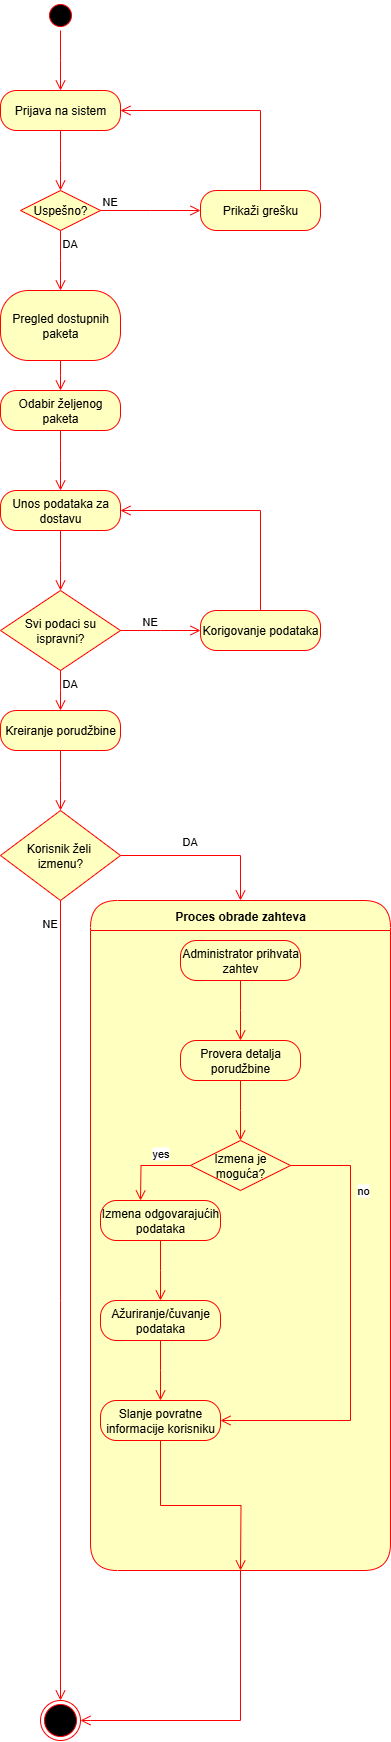 Prijava na sistem
Uspešno?
NE
Prikaži grešku
DA
Pregled dostupnih
paketa
Odabir željenog
paketa
Unos podataka za
dostavu
Svi podaci su
ispravni?
NE
Korigovanje podataka
DA
Kreiranje porudžbine
Korisnik želi
izmenu?
DA
NE
Proces obrade zahteva
Administrator prihvata
zahtev
Provera detalja
porudžbine
Izmena je
moguća?
yes
no
Izmena odgovarajućih
podataka
Ažuriranje/čuvanje
podataka
Slanje povratne
informacije korisniku